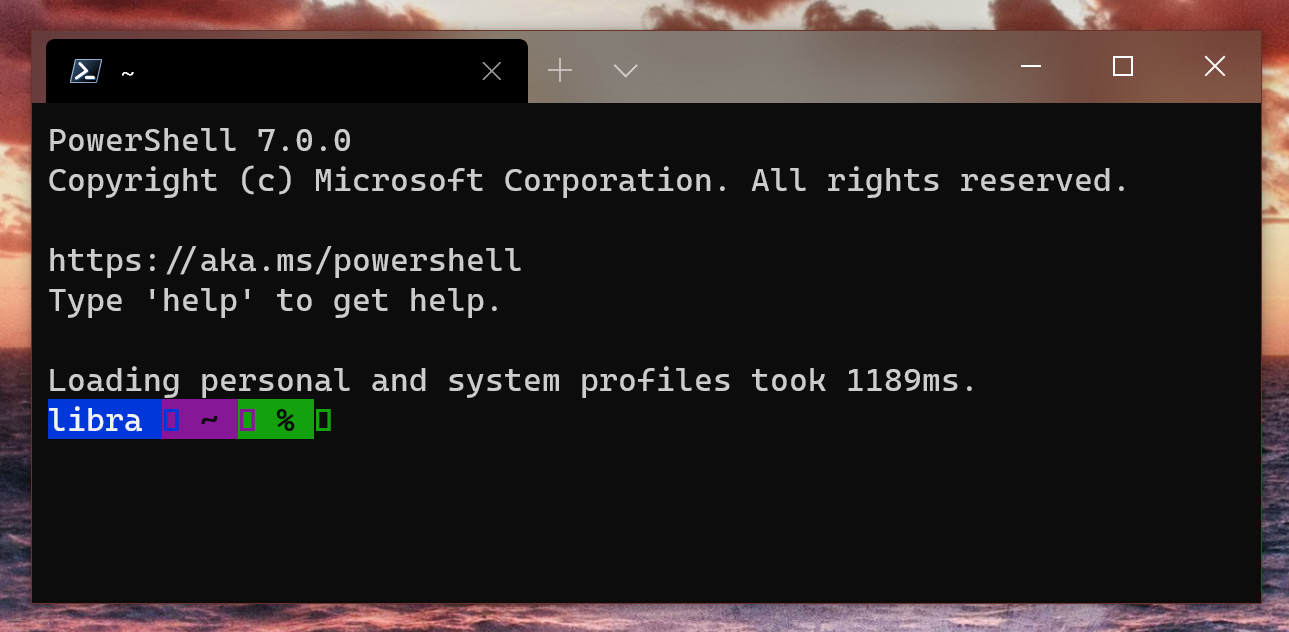 ~
PowerShell 7.0.0
Copyright (c) Microsoft Corporation. All rights reserved.
https://aka.ms/powershell
Type 'help' to get help.
Loading personal and system profiles took 1189ms.
libra ▯ ~ ▯ % ▯